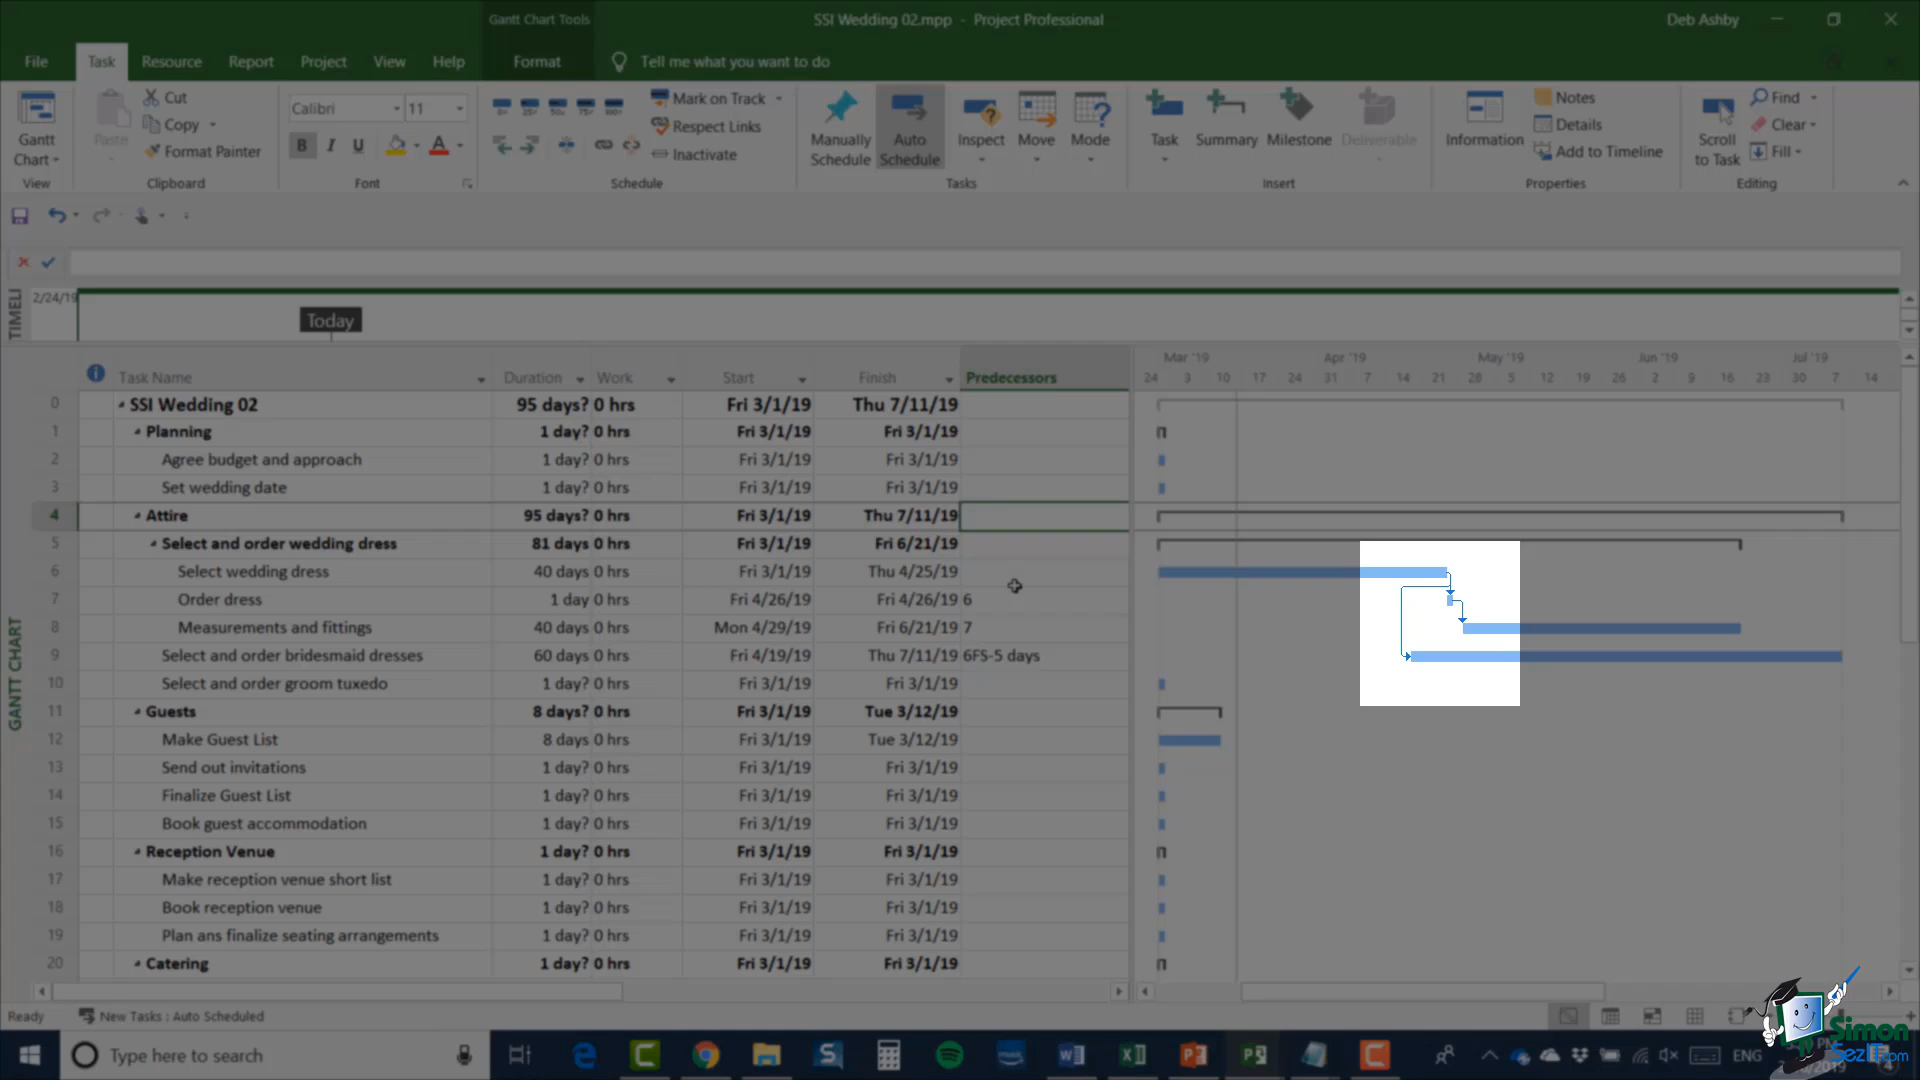 Gantt Chart Tools SSI Wedding 02.mpp - Project Professional Deb Ashby
File Task Resource Report Project View Help Format Tell me what you want to do
Gantt Chart
View
Paste
Cut
Copy
Format Painter
Clipboard
Calibri 11
B I U A
Font
0% 25% 50% 75% 100%
Mark on Track
Respect Links
Inactivate
Schedule
Manually Schedule
Auto Schedule
Inspect
Move
Mode
Tasks
Task
Summary
Milestone
Deliverable
Insert
Information
Notes
Details
Add to Timeline
Properties
Scroll to Task
Find
Clear
Fill
Editing
TIMELI
2/24/19
Today
GANTT CHART
Task Name Duration Work Start Finish Predecessors
Mar '19 Apr '19 May '19 Jun '19 Jul '19
24 3 10 17 24 31 7 14 21 28 5 12 19 26 2 9 16 23 30 7 14
0 SSI Wedding 02 95 days? 0 hrs Fri 3/1/19 Thu 7/11/19
1 Planning 1 day? 0 hrs Fri 3/1/19 Fri 3/1/19
2 Agree budget and approach 1 day? 0 hrs Fri 3/1/19 Fri 3/1/19
3 Set wedding date 1 day? 0 hrs Fri 3/1/19 Fri 3/1/19
4 Attire 95 days? 0 hrs Fri 3/1/19 Thu 7/11/19
5 Select and order wedding dress 81 days 0 hrs Fri 3/1/19 Fri 6/21/19
6 Select wedding dress 40 days 0 hrs Fri 3/1/19 Thu 4/25/19
7 Order dress 1 day 0 hrs Fri 4/26/19 Fri 4/26/19 6
8 Measurements and fittings 40 days 0 hrs Mon 4/29/19 Fri 6/21/19 7
9 Select and order bridesmaid dresses 60 days 0 hrs Fri 4/19/19 Thu 7/11/19 6FS-5 days
10 Select and order groom tuxedo 1 day? 0 hrs Fri 3/1/19 Fri 3/1/19
11 Guests 8 days? 0 hrs Fri 3/1/19 Tue 3/12/19
12 Make Guest List 8 days 0 hrs Fri 3/1/19 Tue 3/12/19
13 Send out invitations 1 day? 0 hrs Fri 3/1/19 Fri 3/1/19
14 Finalize Guest List 1 day? 0 hrs Fri 3/1/19 Fri 3/1/19
15 Book guest accommodation 1 day? 0 hrs Fri 3/1/19 Fri 3/1/19
16 Reception Venue 1 day? 0 hrs Fri 3/1/19 Fri 3/1/19
17 Make reception venue short list 1 day? 0 hrs Fri 3/1/19 Fri 3/1/19
18 Book reception venue 1 day? 0 hrs Fri 3/1/19 Fri 3/1/19
19 Plan ans finalize seating arrangements 1 day? 0 hrs Fri 3/1/19 Fri 3/1/19
20 Catering 1 day? 0 hrs Fri 3/1/19 Fri 3/1/19
Ready New Tasks : Auto Scheduled
Type here to search
ENG
Simon
SezIT.com